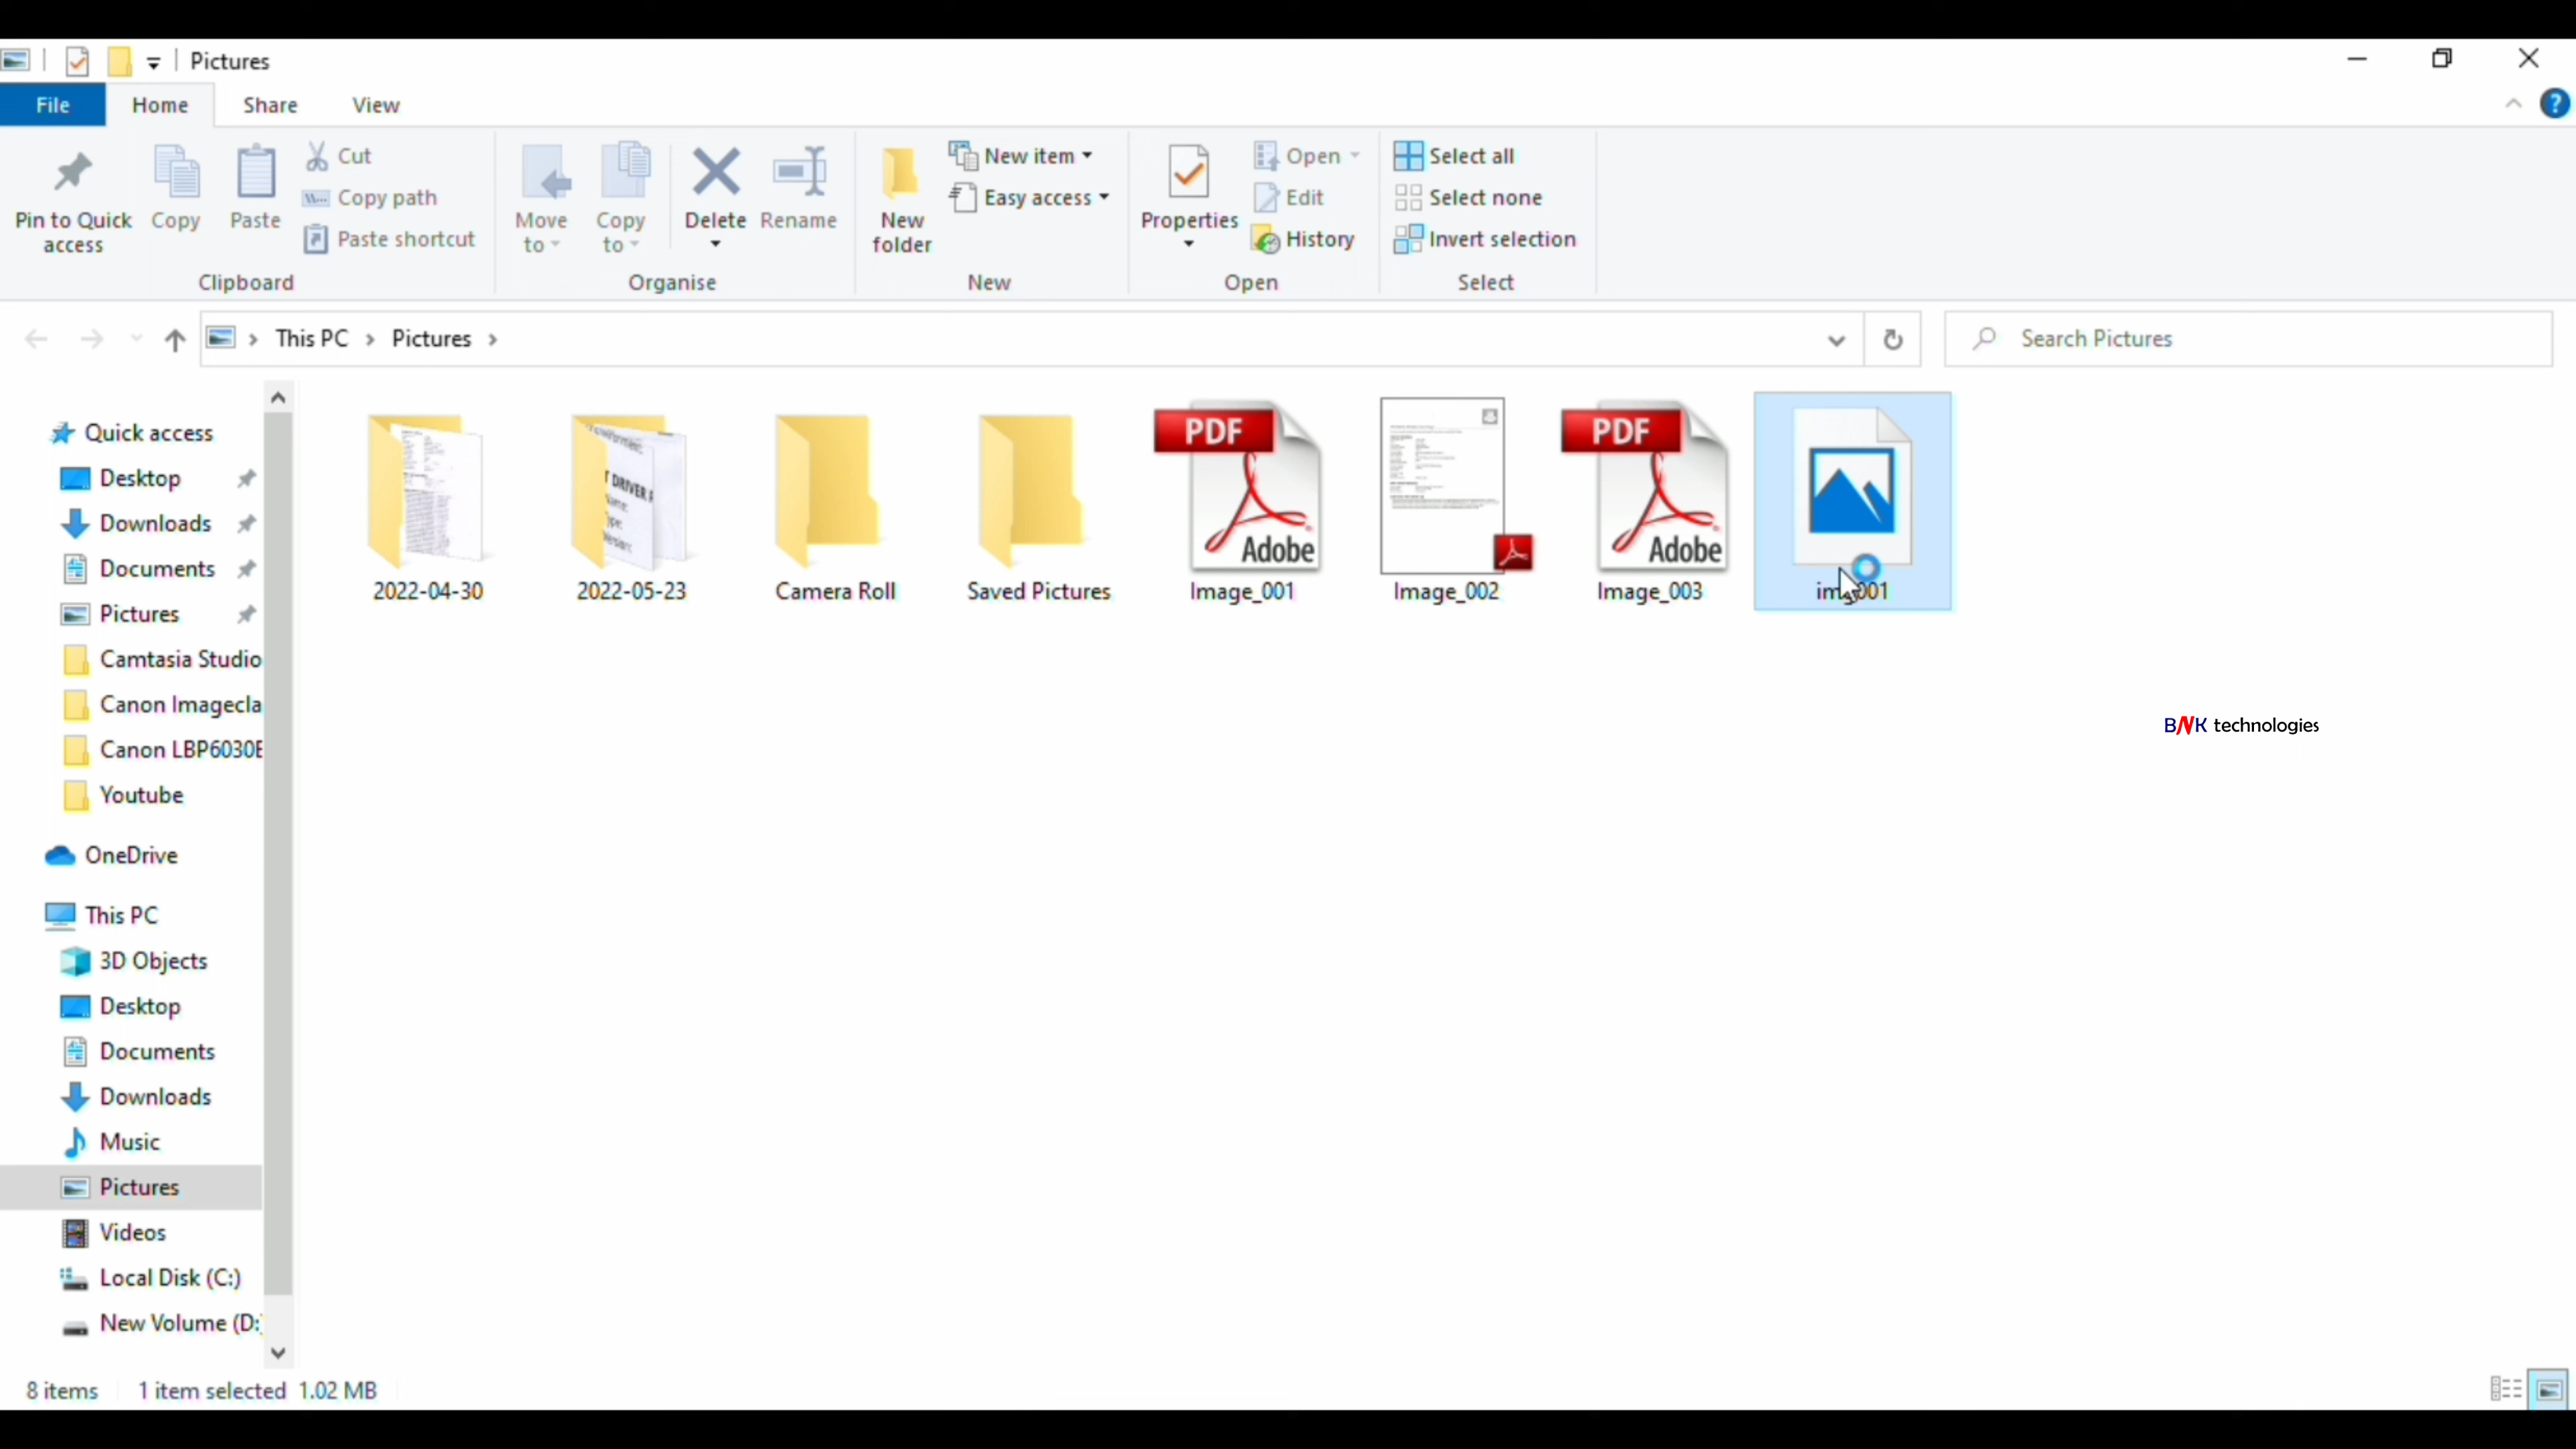 Pictures
File Home Share View
Pin to Quick access
Copy
Paste
Cut
Copy path
Paste shortcut
Clipboard
Move to
Copy to
Delete
Rename
Organise
New folder
New item
Easy access
New
Properties
Open
Edit
History
Open
Select all
Select none
Invert selection
Select
This PC Pictures
Search Pictures
Quick access
Desktop
Downloads
Documents
Pictures
Camtasia Studio
Canon Imagecla
Canon LBP6030B
Youtube
OneDrive
This PC
3D Objects
Desktop
Documents
Downloads
Music
Pictures
Videos
Local Disk (C:)
New Volume (D:
PDF
Adobe
PDF
Adobe
T DRIVER
2022-04-30
2022-05-23
Camera Roll
Saved Pictures
Image_001
Image_002
Image_003
BNK technologies
8 items 1 item selected 1.02 MB